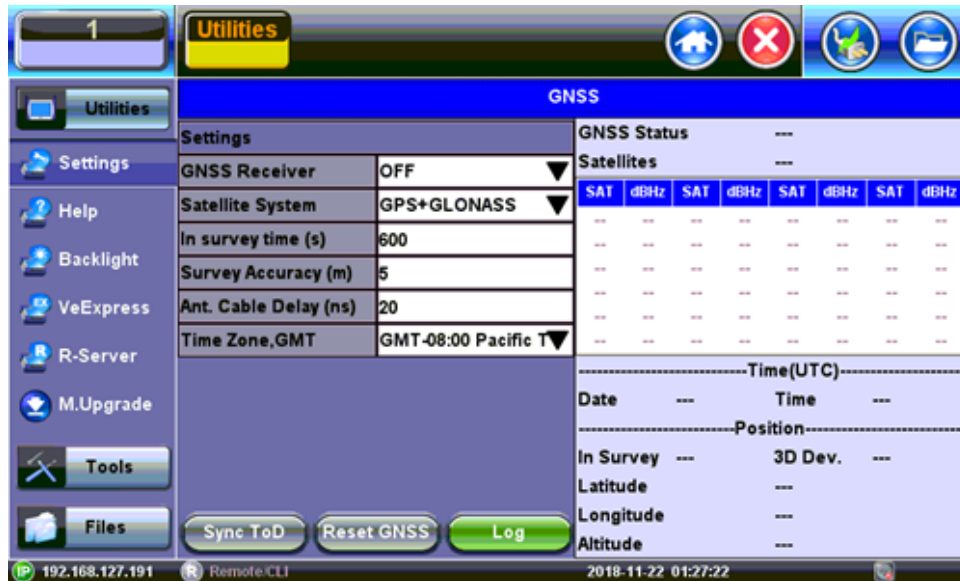 1
Utilities
Utilities
Settings
Help
Backlight
VeExpress
R-Server
M.Upgrade
Tools
Files
GNSS
Settings
GNSS Receiver OFF
Satellite System GPS+GLONASS
In survey time (s) 600
Survey Accuracy (m) 5
Ant. Cable Delay (ns) 20
Time Zone,GMT GMT-08:00 Pacific T
Sync ToD Reset GNSS Log
GNSS Status ---
Satellites ---
SAT dBHz SAT dBHz SAT dBHz SAT dBHz
-- -- -- -- -- -- -- --
-- -- -- -- -- -- -- --
-- -- -- -- -- -- -- --
-- -- -- -- -- -- -- --
-- -- -- -- -- -- -- --
-- -- -- -- -- -- -- --
----------------------Time(UTC)----------------------
Date --- Time ---
--------------------Position--------------------
In Survey --- 3D Dev. ---
Latitude ---
Longitude ---
Altitude ---
IP 192.168.127.191 R Remote/CLI 2018-11-22 01:27:22